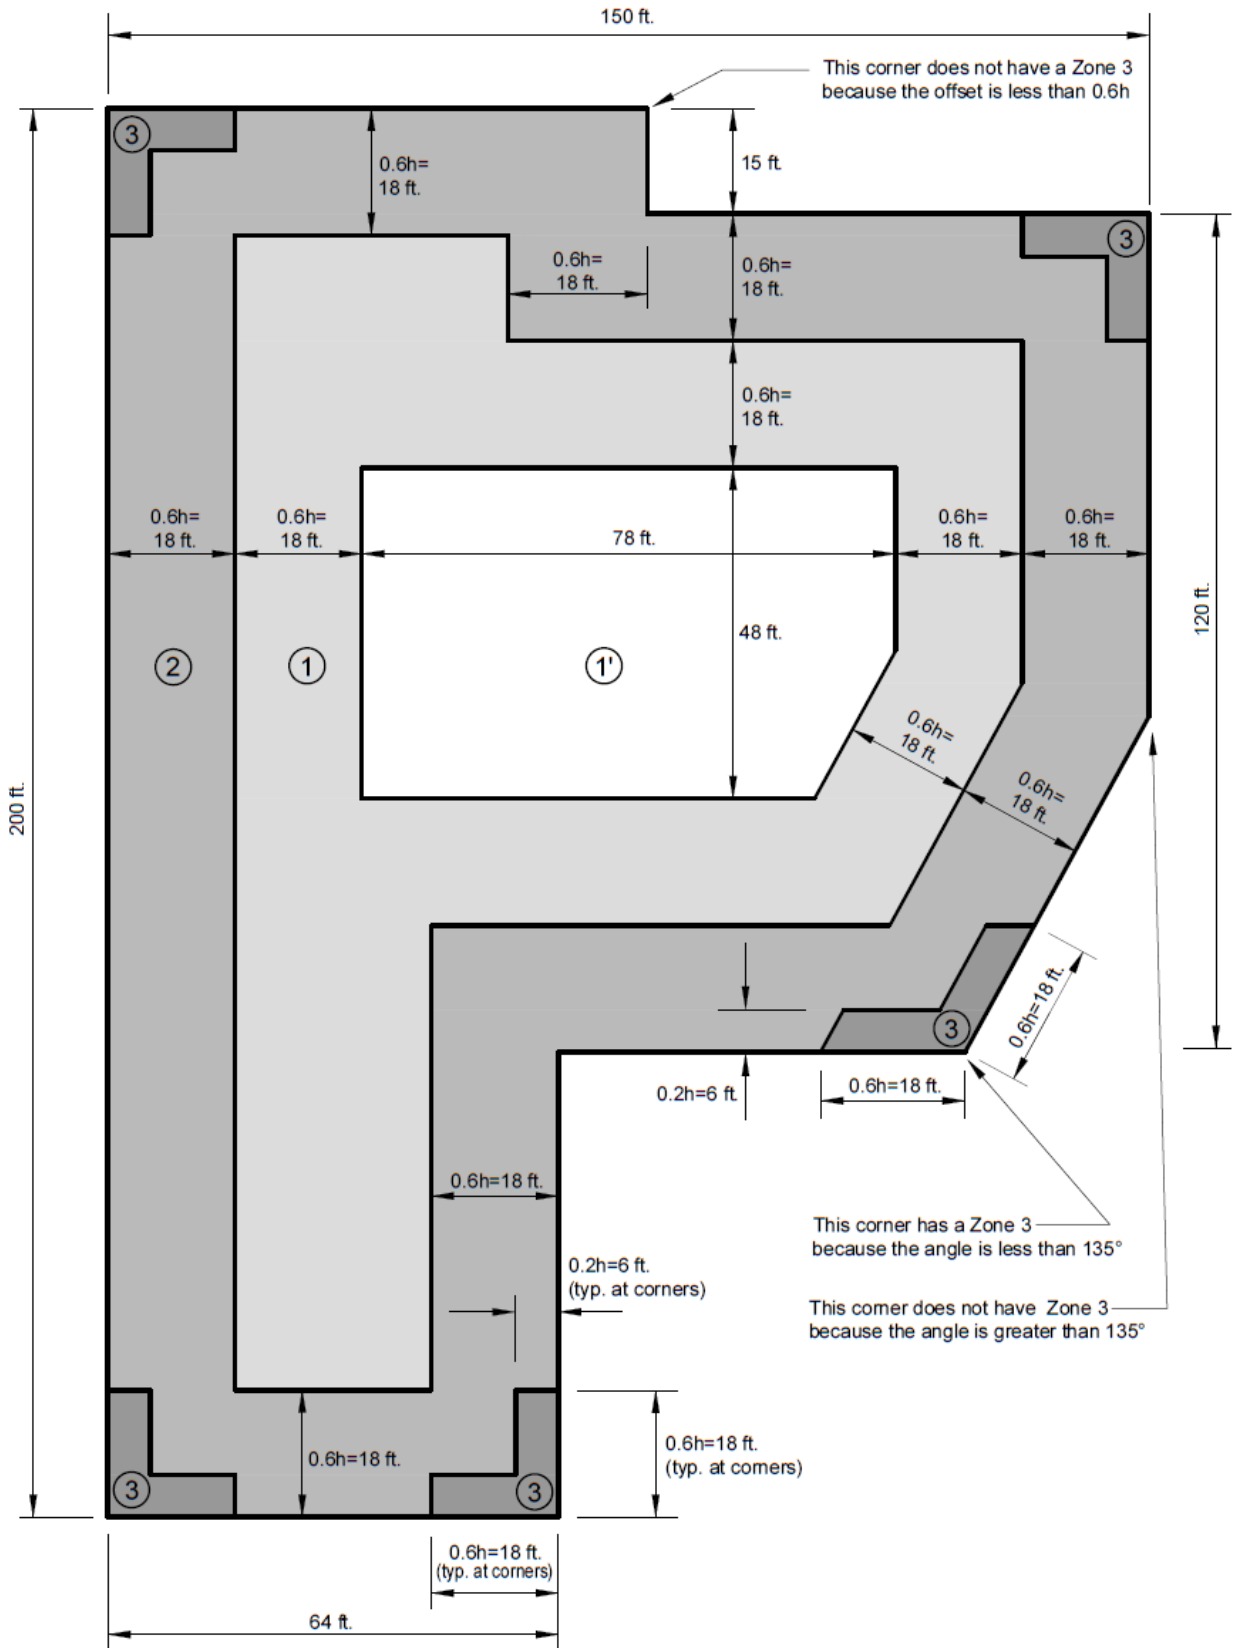 150 ft.
This corner does not have a Zone 3
because the offset is less than 0.6h
3
0.6h=
18 ft.
15 ft.
3
0.6h=
18 ft.
0.6h=
18 ft.
0.6h=
18 ft.
0.6h=
18 ft.
0.6h=
18 ft.
78 ft.
0.6h=
18 ft.
0.6h=
18 ft.
120 ft.
48 ft.
2
1
1'
0.6h=
18 ft.
0.6h=
18 ft.
200 ft.
3
0.6h=18 ft.
0.2h=6 ft.
0.6h=18 ft.
0.6h=18 ft.
This corner has a Zone 3
because the angle is less than 135°
0.2h=6 ft.
(typ. at corners)
This corner does not have Zone 3
because the angle is greater than 135°
0.6h=18 ft.
0.6h=18 ft.
(typ. at corners)
3
3
0.6h=18 ft.
(typ. at corners)
64 ft.